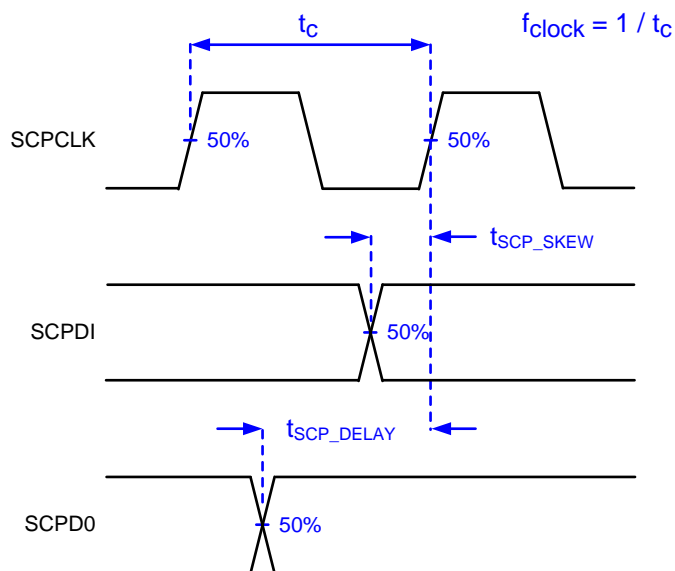 tc
fclock = 1 / tc
SCPCLK
50%
50%
tSCP_SKEW
SCPDI
50%
tSCP_DELAY
SCPD0
50%